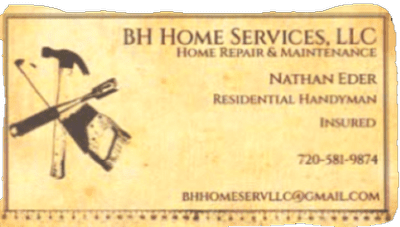 BH Home Services, LLC
Home Repair & Maintenance
Nathan Eder
Residential Handyman
Insured
720-581-9874
bhhomeservllc@gmail.com